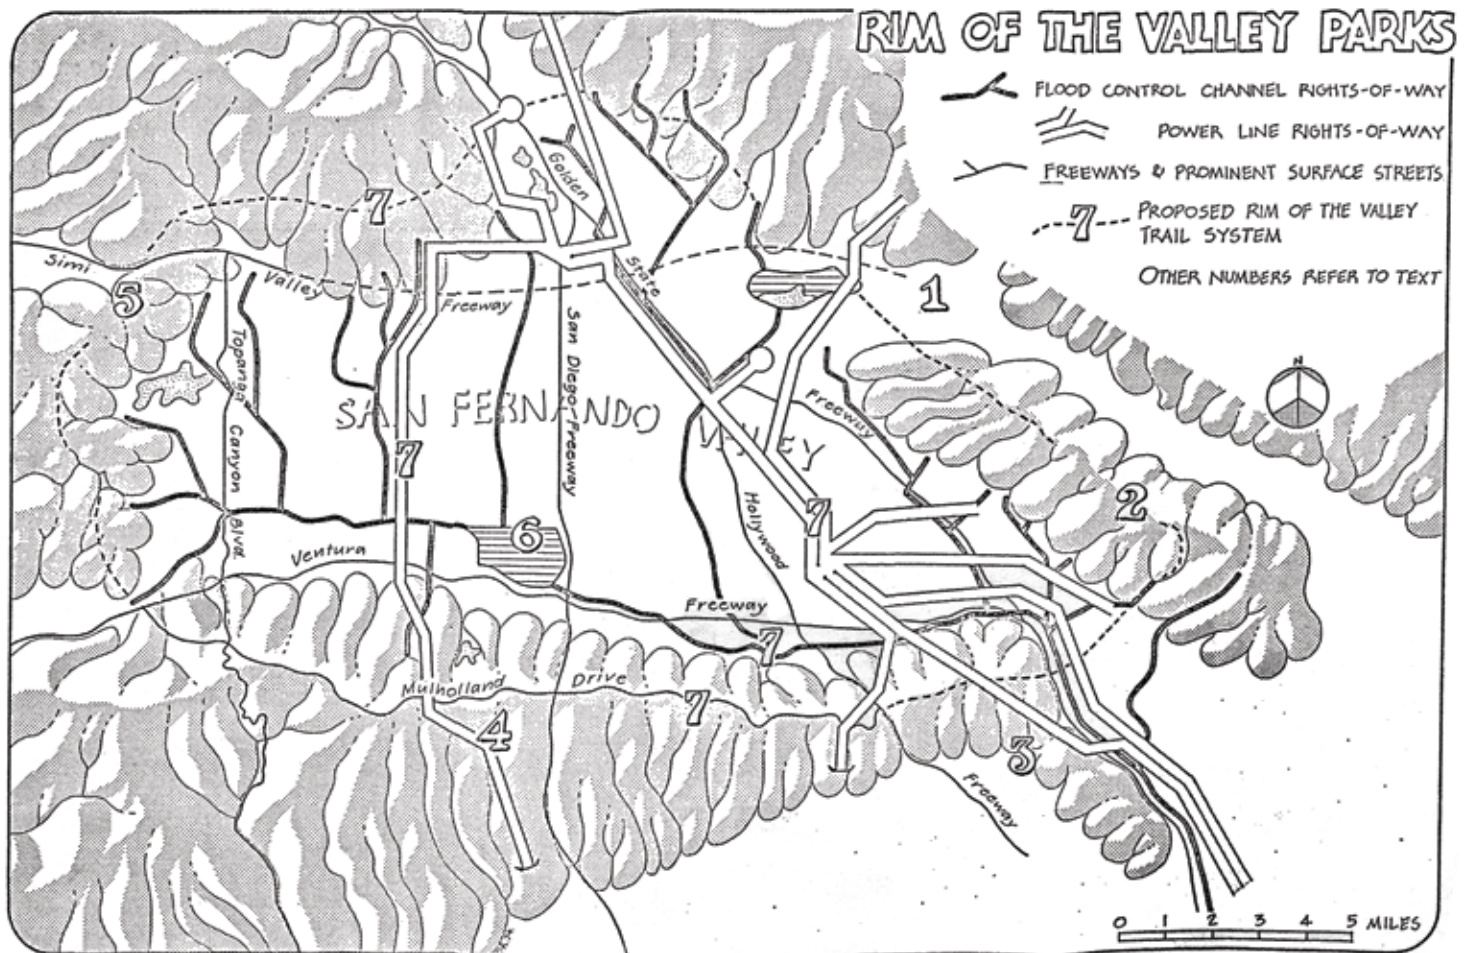 RIM OF THE VALLEY PARKS
FLOOD CONTROL CHANNEL RIGHTS-OF-WAY
POWER LINE RIGHTS-OF-WAY
FREEWAYS & PROMINENT SURFACE STREETS
7 PROPOSED RIM OF THE VALLEY
TRAIL SYSTEM
OTHER NUMBERS REFER TO TEXT
Golden
7
Simi
Valley
State
5
Freeway
1
N
Topanga
San Diego Freeway
SAN FERNANDO VALLEY
Freeway
Canyon
7
7
2
Hollywood
Blvd
6
Ventura
Freeway
7
Mulholland
Drive
7
4
3
Freeway
0 1 2 3 4 5 MILES